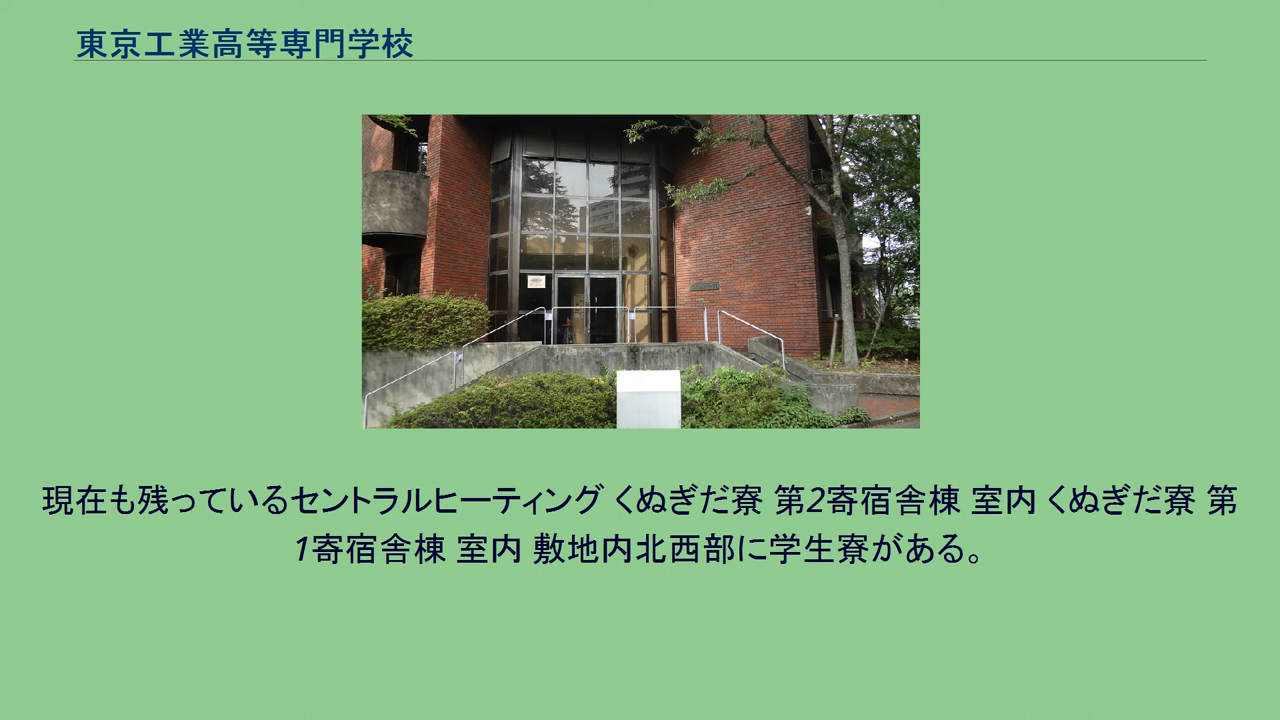 東京工業高等専門学校
現在も残っているセントラルヒーティング くぬぎだ寮 第2寄宿舎棟 室内 くぬぎだ寮 第
1寄宿舎棟 室内 敷地内北西部に学生寮がある。